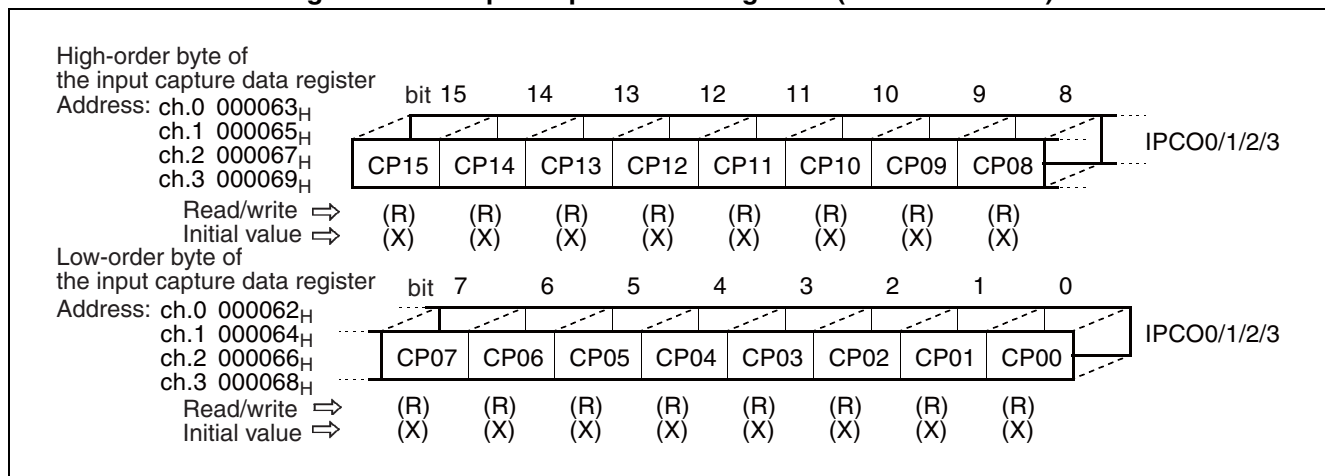 High-order byte of
the input capture data register
Address: ch.0 000063H
ch.1 000065H
ch.2 000067H
ch.3 000069H
bit 15 14 13 12 11 10 9 8
CP15 CP14 CP13 CP12 CP11 CP10 CP09 CP08
IPCO0/1/2/3
Read/write ⇨ (R) (R) (R) (R) (R) (R) (R) (R)
Initial value ⇨ (X) (X) (X) (X) (X) (X) (X) (X)
Low-order byte of
the input capture data register
Address: ch.0 000062H
ch.1 000064H
ch.2 000066H
ch.3 000068H
bit 7 6 5 4 3 2 1 0
CP07 CP06 CP05 CP04 CP03 CP02 CP01 CP00
IPCO0/1/2/3
Read/write ⇨ (R) (R) (R) (R) (R) (R) (R) (R)
Initial value ⇨ (X) (X) (X) (X) (X) (X) (X) (X)